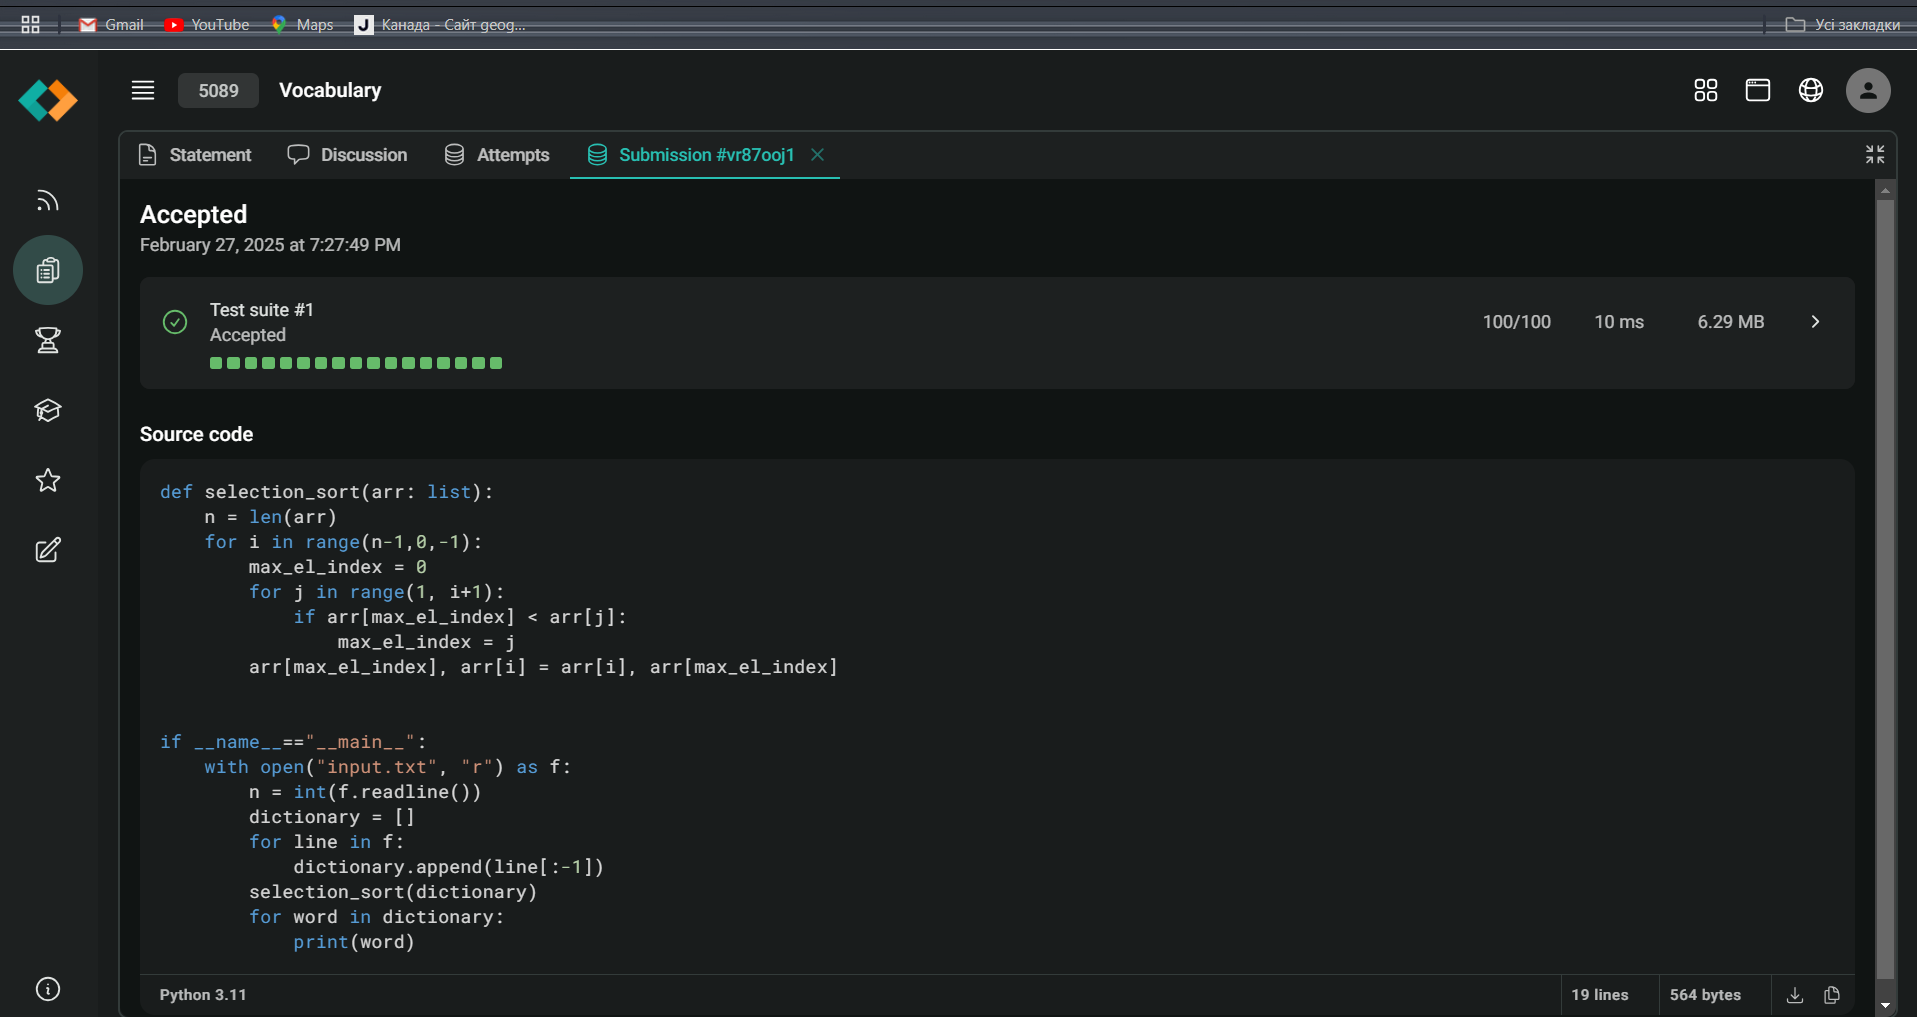 Gmail YouTube Maps Канада - Сайт geog... Усі закладки
5089 Vocabulary
Statement Discussion Attempts Submission #vr87ooj1
Accepted
February 27, 2025 at 7:27:49 PM
Test suite #1
Accepted
100/100 10 ms 6.29 MB
Source code
def selection_sort(arr: list):
    n = len(arr)
    for i in range(n-1,0,-1):
        max_el_index = 0
        for j in range(1, i+1):
            if arr[max_el_index] < arr[j]:
                max_el_index = j
        arr[max_el_index], arr[i] = arr[i], arr[max_el_index]
if __name__=="__main__":
    with open("input.txt", "r") as f:
        n = int(f.readline())
        dictionary = []
        for line in f:
            dictionary.append(line[:-1])
        selection_sort(dictionary)
        for word in dictionary:
            print(word)
Python 3.11 19 lines 564 bytes